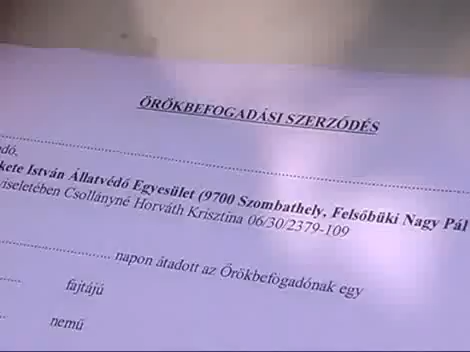 ÖRÖKBEFOGADÁSI SZERZŐDÉS
adó,
kete István Állatvédő Egyesület (9700 Szombathely, Felsőbüki Nagy Pál
viseletében Csollányné Horváth Krisztina 06/30/2379-109
napon átadott az Örökbefogadónak egy
fajtájú
nemű